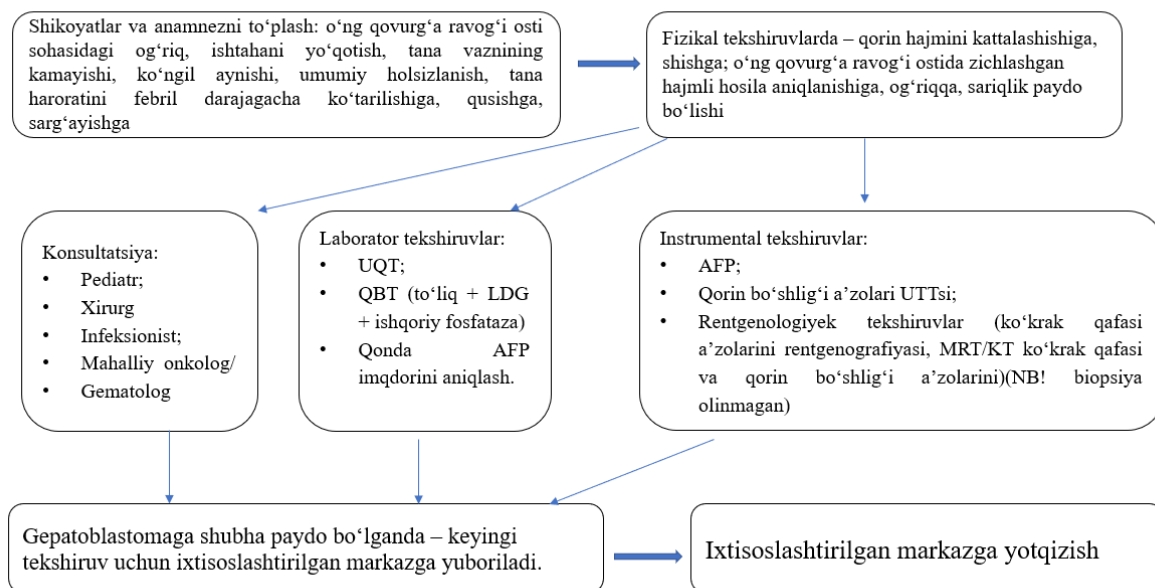 Shikoyatlar va anamnezni to‘plash: o‘ng qovurg‘a ravog‘i osti
sohasidagi og‘riq, ishtahani yo‘qotish, tana vaznining
kamayishi, ko‘ngil aynishi, umumiy holsizlanish, tana
haroratini febril darajagacha ko‘tarilishiga, qusishga,
sarg‘ayishga
Fizikal tekshiruvlarda – qorin hajmini kattalashishiga,
shishga; o‘ng qovurg‘a ravog‘i ostida zichlashgan
hajmli hosila aniqlanishiga, og‘riqqa, sariqlik paydo
bo‘lishi
Konsultatsiya:
• Pediatr;
• Xirurg
• Infeksionist;
• Mahalliy onkolog/
• Gematolog
Laborator tekshiruvlar:
• UQT;
• QBT (to‘liq + LDG
+ ishqoriy fosfataza)
• Qonda AFP
imqdorini aniqlash.
Instrumental tekshiruvlar:
• AFP;
• Qorin bo‘shlig‘i a’zolari UTTsi;
• Rentgenologiyek tekshiruvlar (ko‘krak qafasi
a’zolarini rentgenografiyasi, MRT/KT ko‘krak qafasi
va qorin bo‘shlig‘i a’zolarini)(NB! biopsiya
olinmagan)
Gepatoblastomaga shubha paydo bo‘lganda – keyingi
tekshiruv uchun ixtisoslashtirilgan markazga yuboriladi.
Ixtisoslashtirilgan markazga yotqizish